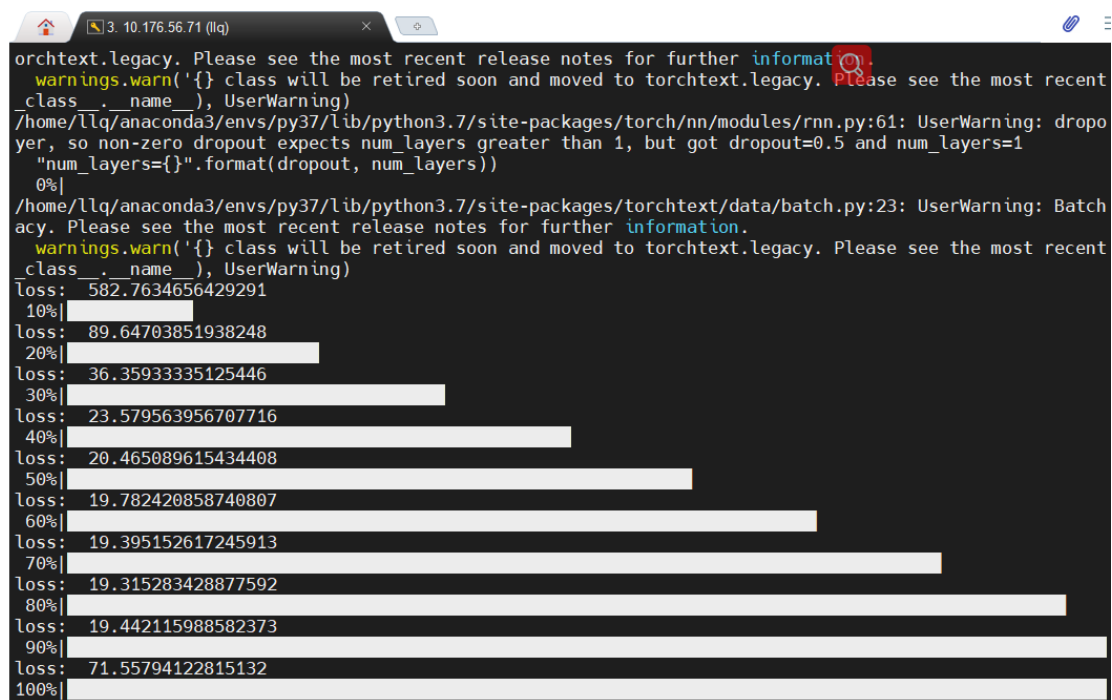 3. 10.176.56.71 (llq)
orchtext.legacy. Please see the most recent release notes for further information.
  warnings.warn('{} class will be retired soon and moved to torchtext.legacy. Please see the most recent
_class__.__name__), UserWarning)
/home/llq/anaconda3/envs/py37/lib/python3.7/site-packages/torch/nn/modules/rnn.py:61: UserWarning: dropo
yer, so non-zero dropout expects num_layers greater than 1, but got dropout=0.5 and num_layers=1
  "num_layers={}".format(dropout, num_layers))
  0%|
/home/llq/anaconda3/envs/py37/lib/python3.7/site-packages/torchtext/data/batch.py:23: UserWarning: Batch
acy. Please see the most recent release notes for further information.
  warnings.warn('{} class will be retired soon and moved to torchtext.legacy. Please see the most recent
_class__.__name__), UserWarning)
loss:  582.7634656429291
 10%|
loss:  89.64703851938248
 20%|
loss:  36.35933335125446
 30%|
loss:  23.579563956707716
 40%|
loss:  20.465089615434408
 50%|
loss:  19.782420858740807
 60%|
loss:  19.395152617245913
 70%|
loss:  19.315283428877592
 80%|
loss:  19.442115988582373
 90%|
loss:  71.55794122815132
100%|